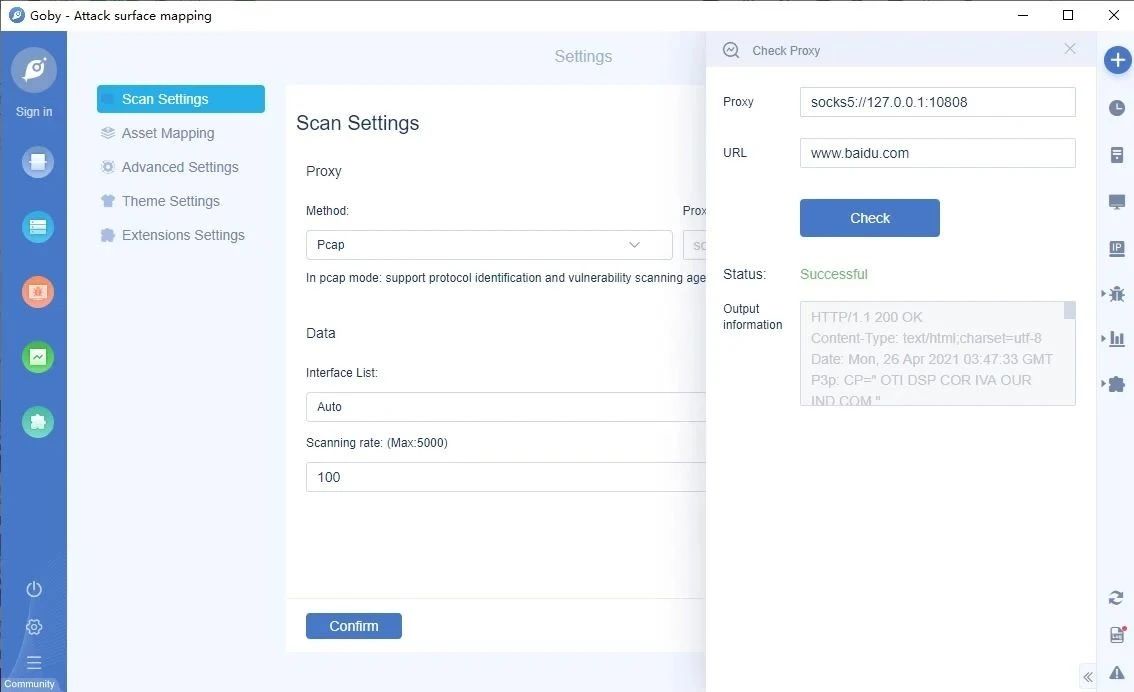 Goby - Attack surface mapping
Sign in
Community
Settings
Scan Settings
Asset Mapping
Advanced Settings
Theme Settings
Extensions Settings
Scan Settings
Proxy
Method:
Pcap
In pcap mode: support protocol identification and vulnerability scanning age
Data
Interface List:
Auto
Scanning rate: (Max:5000)
100
Confirm
Check Proxy
Proxy
socks5://127.0.0.1:10808
URL
www.baidu.com
Check
Status:
Successful
Output
information
HTTP/1.1 200 OK
Content-Type: text/html;charset=utf-8
Date: Mon, 26 Apr 2021 03:47:33 GMT
P3p: CP=" OTI DSP COR IVA OUR
IND COM "
IP